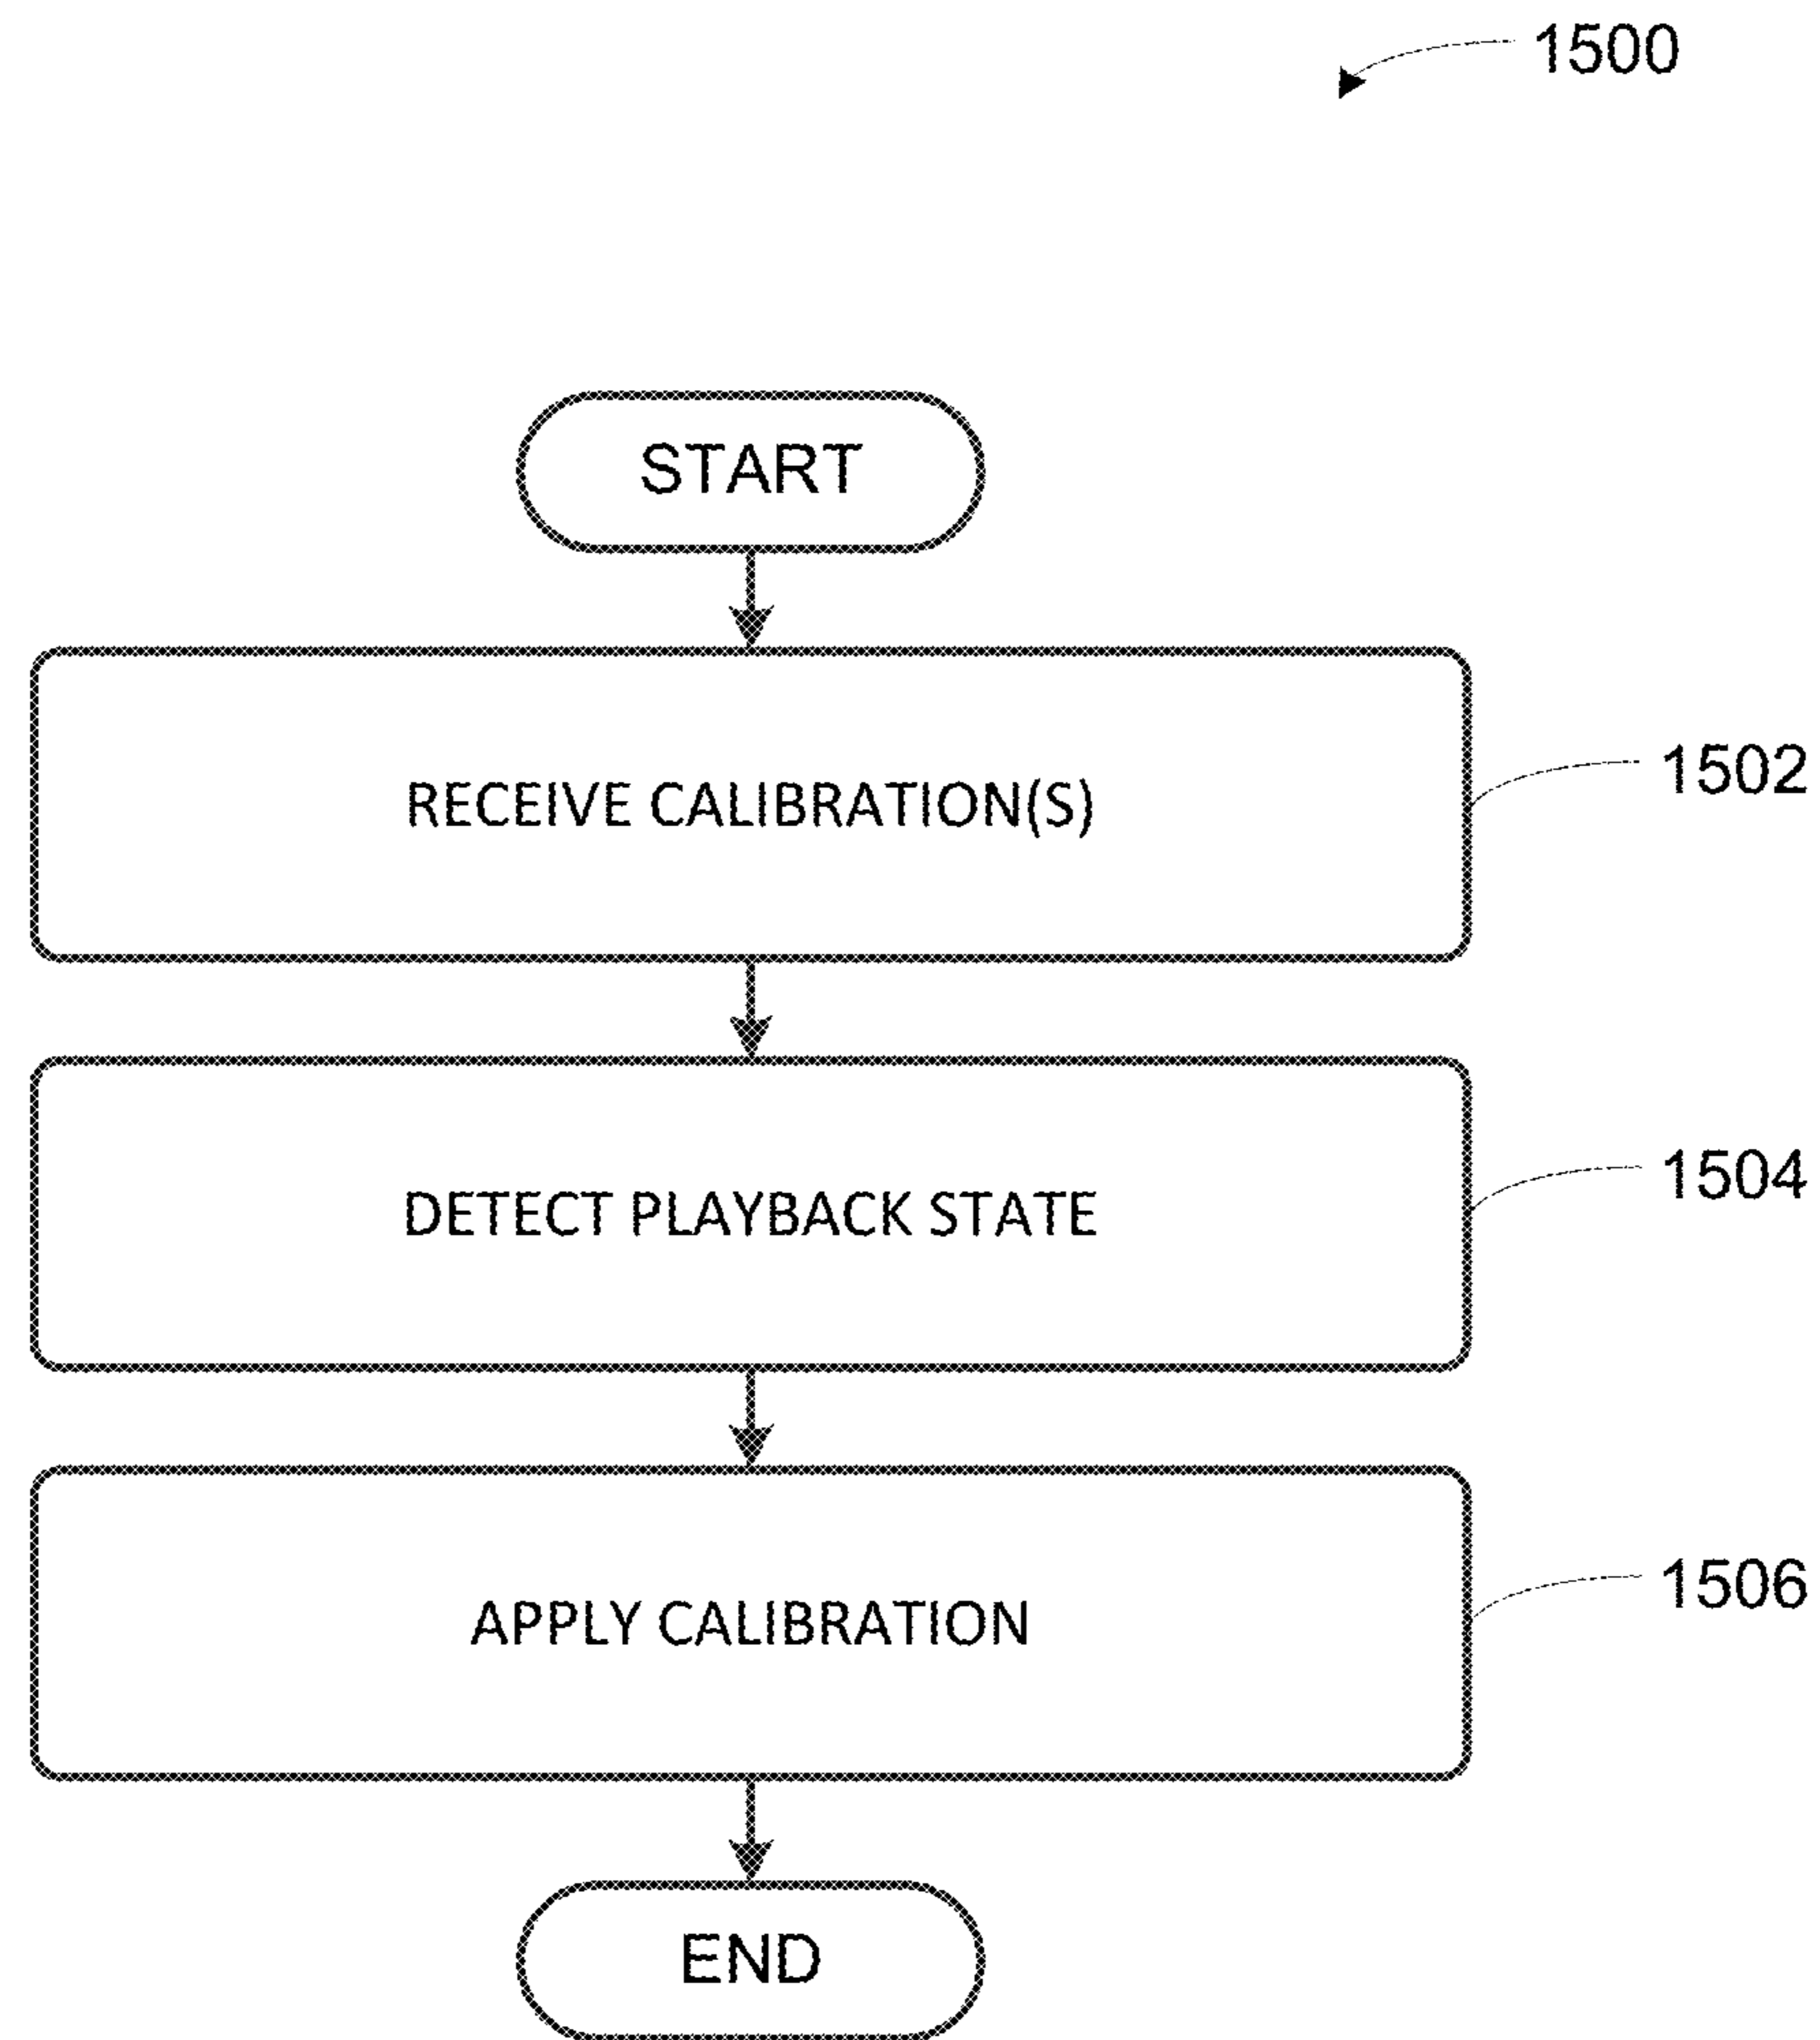 1500
START
RECEIVE CALIBRATION(S)
1502
DETECT PLAYBACK STATE
1504
APPLY CALIBRATION
1506
END